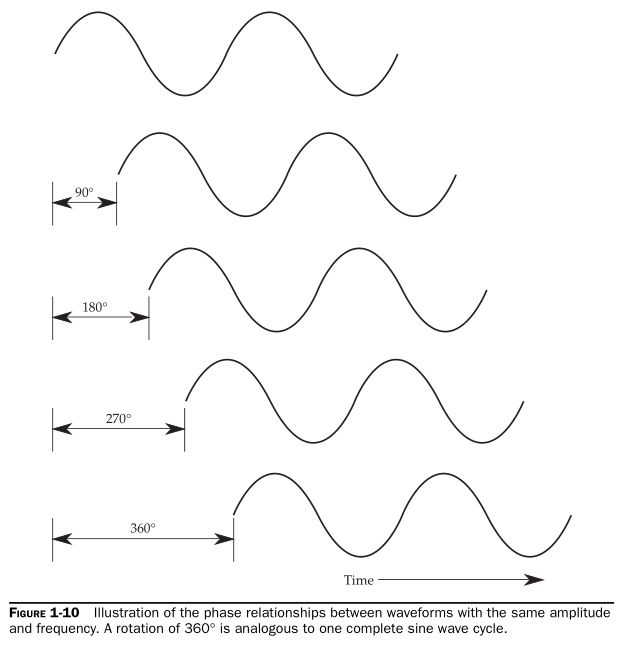 90°
180°
270°
360°
Time
FIGURE 1-10 Illustration of the phase relationships between waveforms with the same amplitude
and frequency. A rotation of 360° is analogous to one complete sine wave cycle.